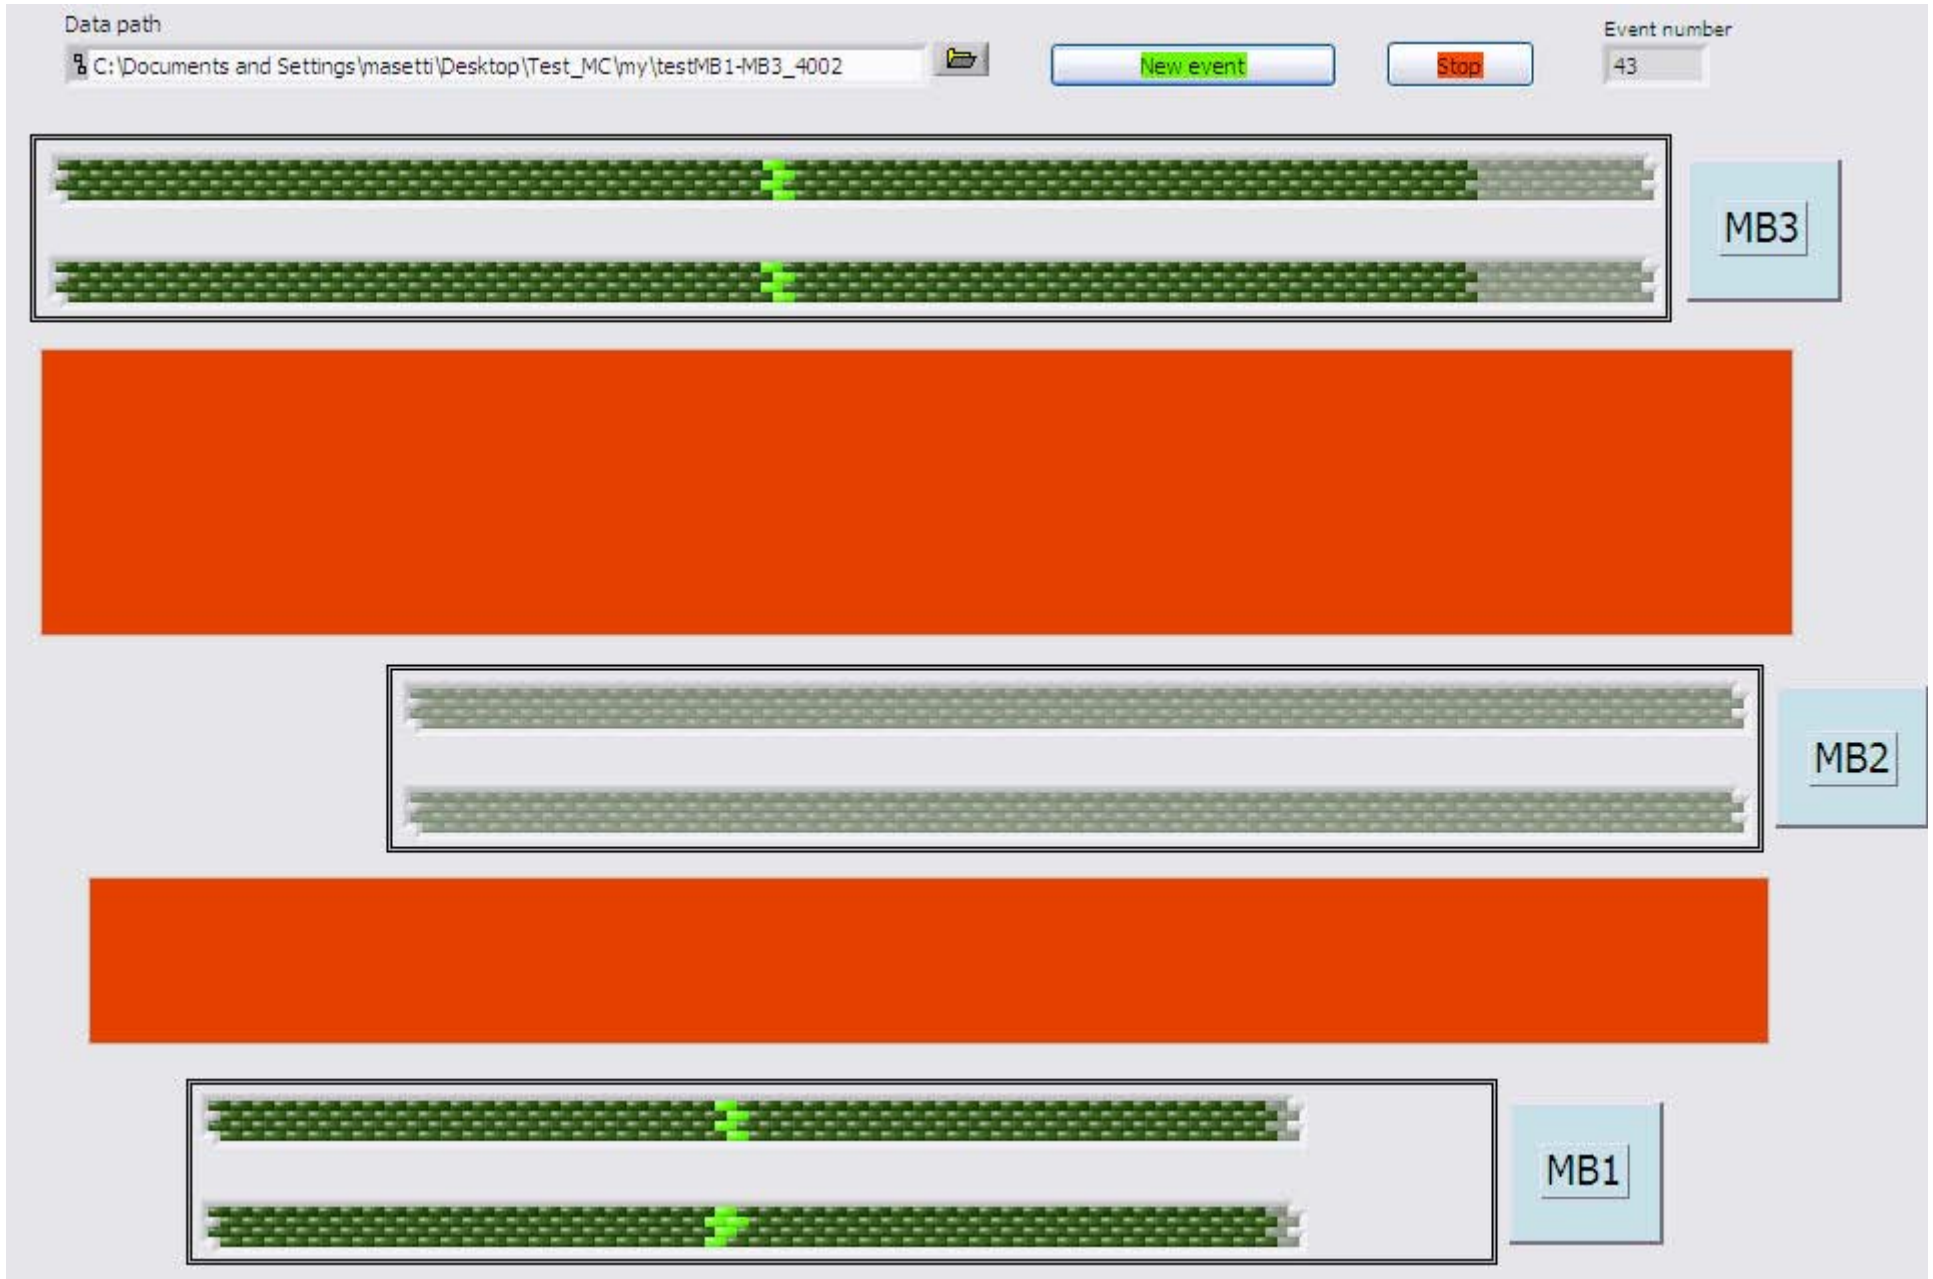 Data path
Event number
C:\Documents and Settings\masetti\Desktop\Test_MC\my\testMB1-MB3_4002
New event
Stop
43
MB3
MB2
MB1